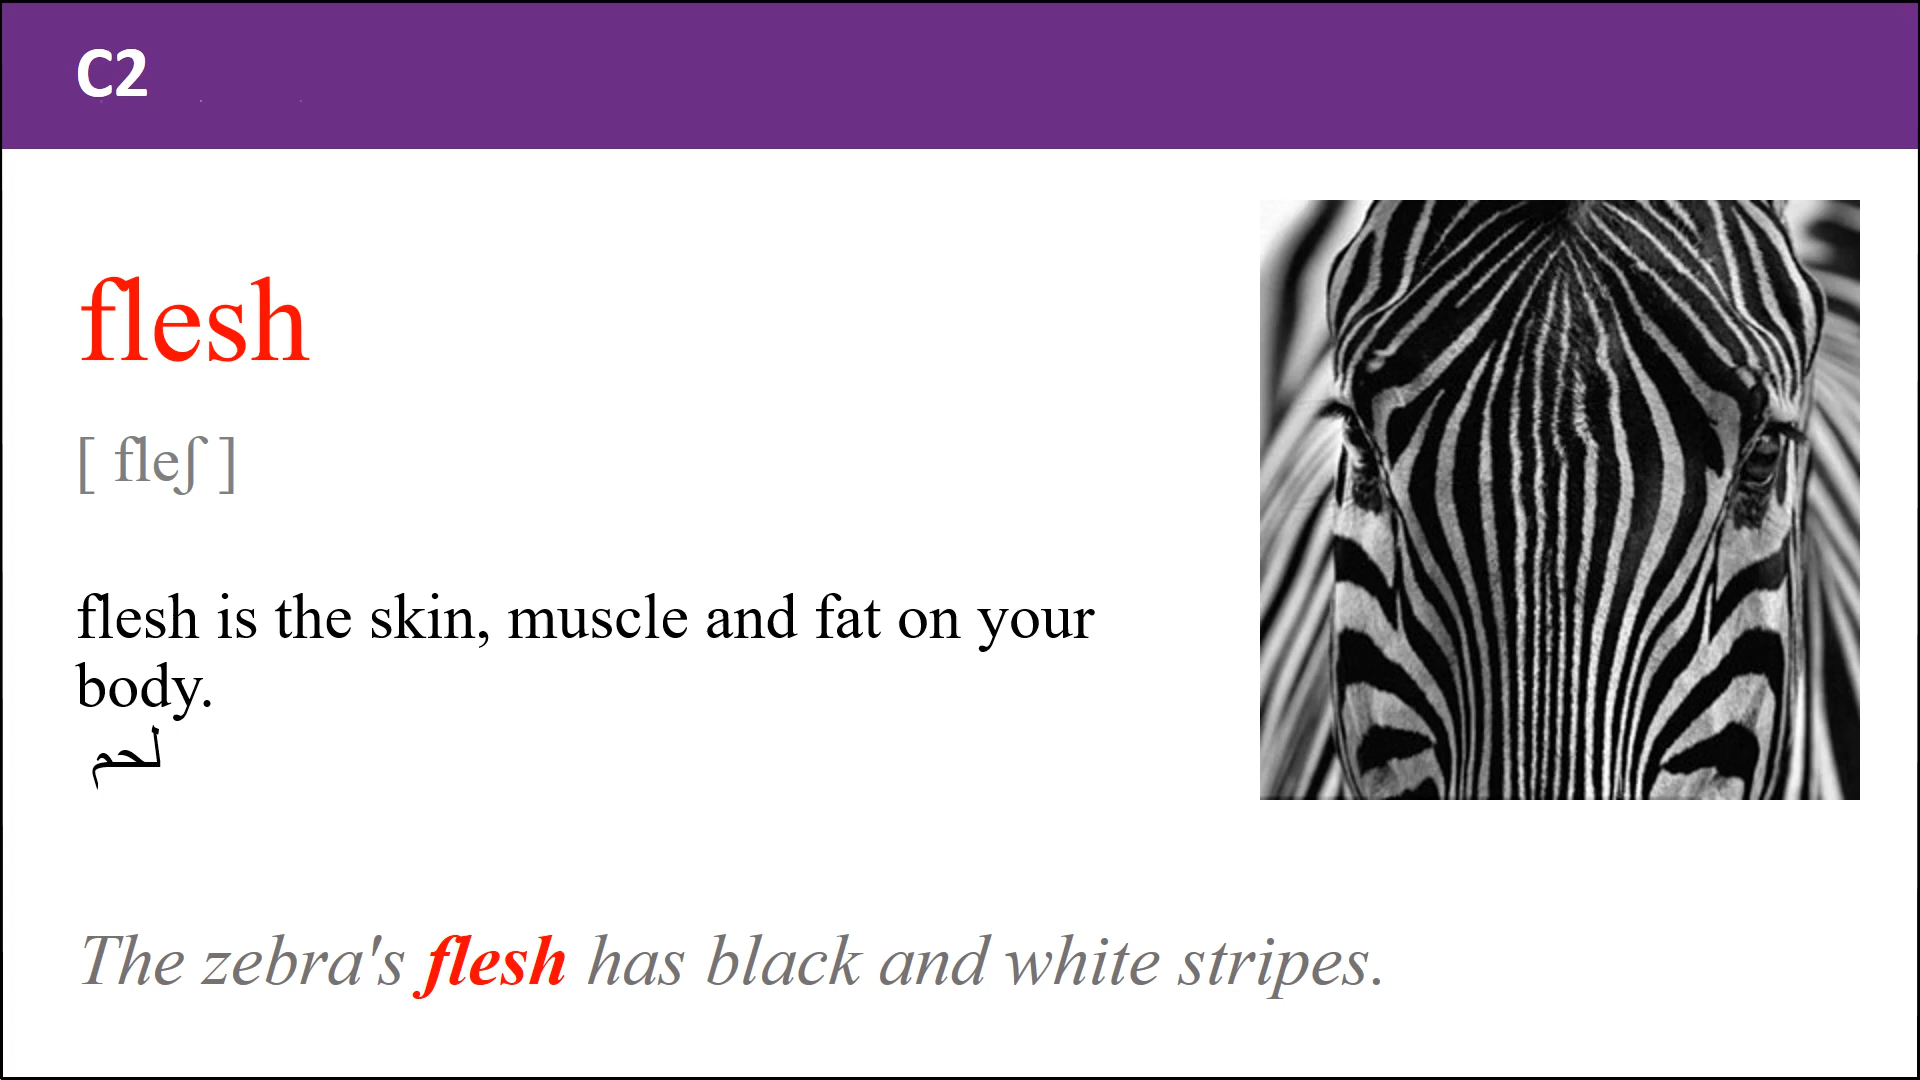 C2
flesh
[ fleʃ ]
flesh is the skin, muscle and fat on your
body.
لحم
The zebra's flesh has black and white stripes.